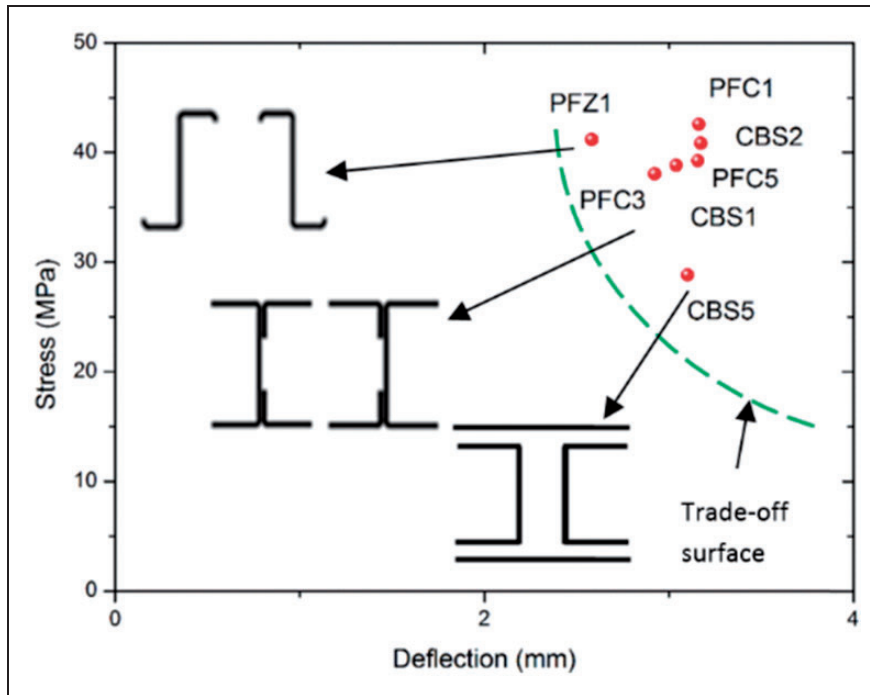 50
40
30
20
10
0
Stress (MPa)
0
2
4
Deflection (mm)
PFZ1
PFC1
CBS2
PFC5
PFC3
CBS1
CBS5
Trade-off
surface